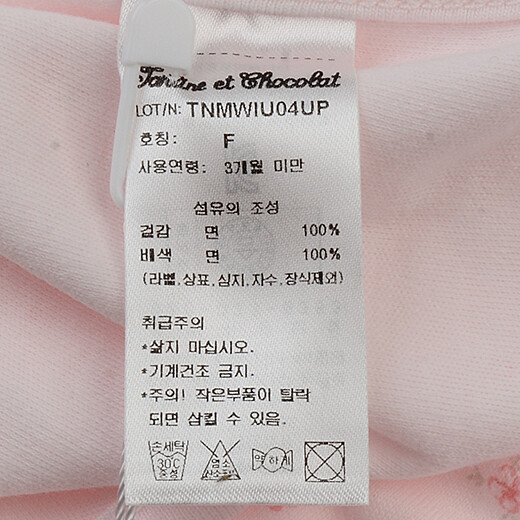 Tartine et Chocolat
LOT/N: TNMWIU04UP
호칭: F
사용연령: 3개월 미만
섬유의 조성
겉감 면 100%
배색 면 100%
(라벨,상표,심지,자수,장식제외)
취급주의
*삶지 마십시오.
*기계건조 금지.
*주의! 작은부품이 탈락
되면 삼킬 수 있음.
손세탁 염소 약하게
30℃ 산소표백
중성